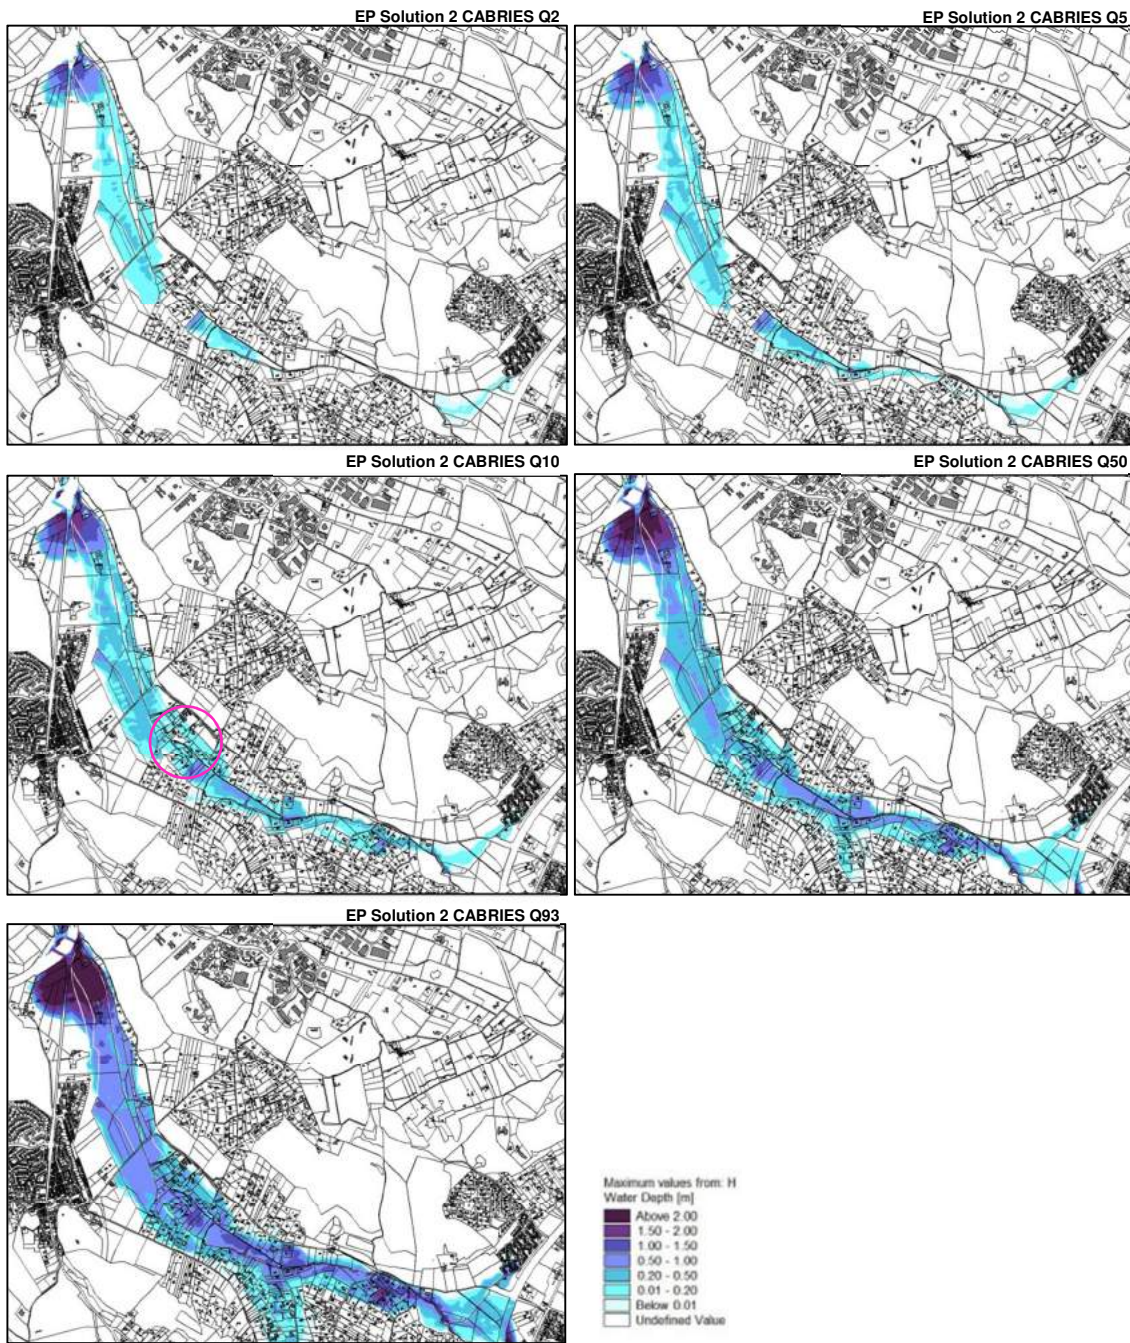 EP Solution 2 CABRIES Q2
EP Solution 2 CABRIES Q5
EP Solution 2 CABRIES Q10
EP Solution 2 CABRIES Q50
EP Solution 2 CABRIES Q93
Maximum values from: H
Water Depth [m]
Above 2.00
1.50 - 2.00
1.00 - 1.50
0.50 - 1.00
0.20 - 0.50
0.01 - 0.20
Below 0.01
Undefined Value